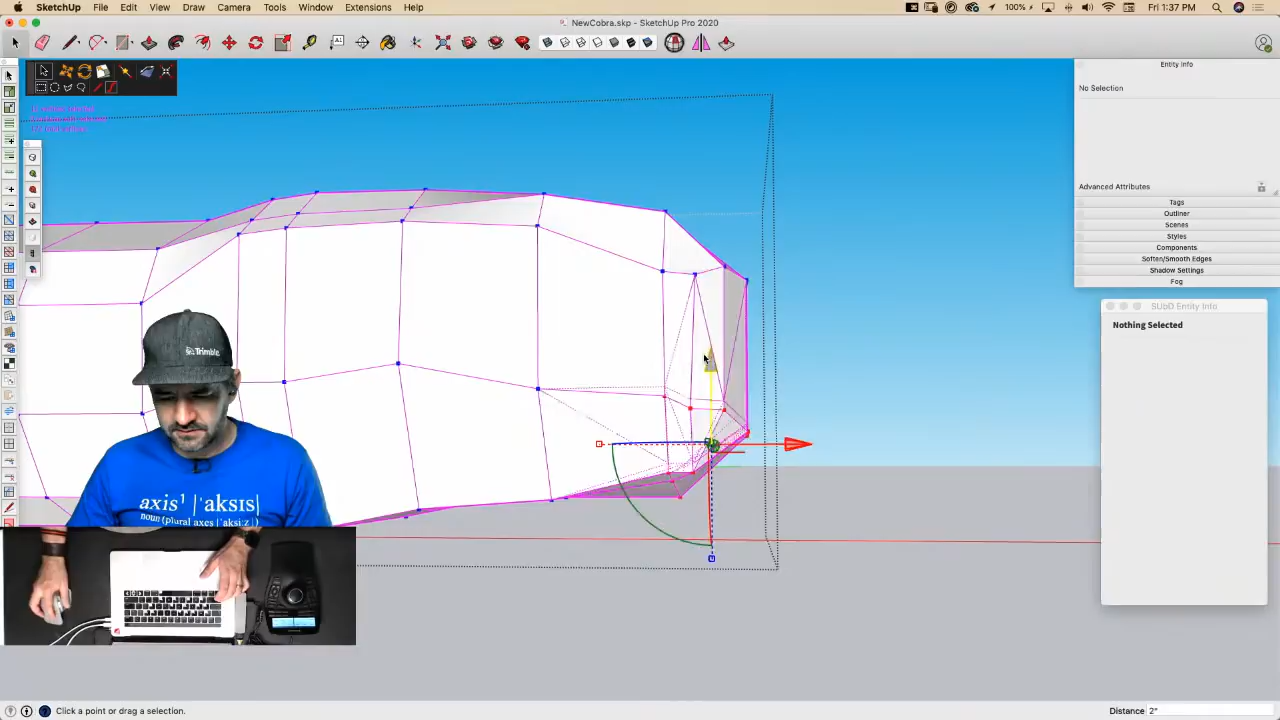 SketchUp File Edit View Draw Camera Tools Window Extensions Help
100% Fri 1:37 PM
NewCobra.skp - SketchUp Pro 2020
Entity Info
No Selection
Advanced Attributes
Tags
Outliner
Scenes
Styles
Components
Soften/Smooth Edges
Shadow Settings
Fog
SUbD Entity Info
Nothing Selected
Trimble
axis¹ |ˈaksɪs|
noun (plural axes |ˈakˌsiːz|)
Click a point or drag a selection.
Distance 2"